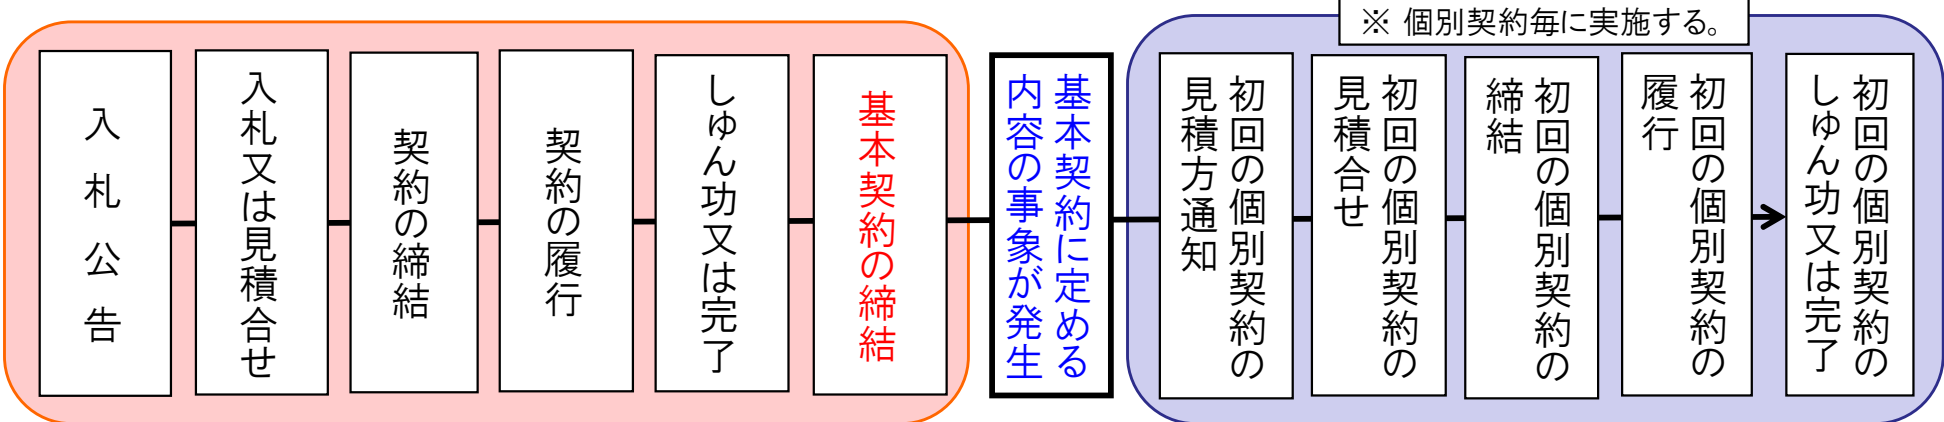 ※ 個別契約毎に実施する。
入札公告
入札又は見積合せ
契約の締結
契約の履行
しゅん功又は完了
基本契約の締結
基本契約に定める
内容の事象が発生
初回の個別契約の
見積方通知
初回の個別契約の
見積合せ
初回の個別契約の
締結
初回の個別契約の
履行
初回の個別契約の
しゅん功又は完了